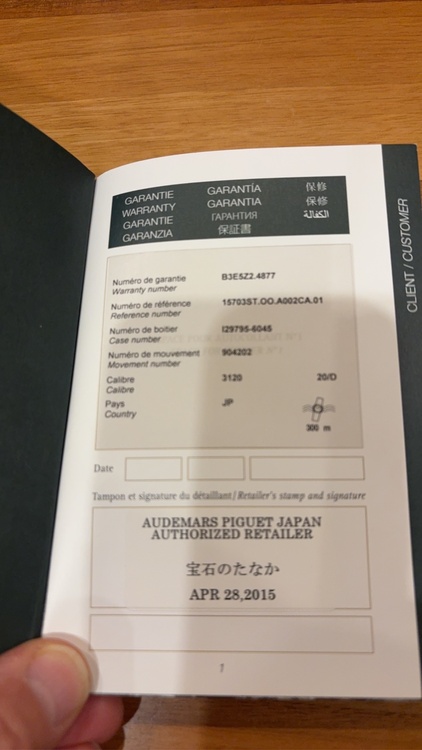 GARANTIE GARANTÍA 保修
WARRANTY GARANTIA 保修
GARANTIE ГАРАНТИЯ الكفالة
GARANZIA 保証書
CLIENT / CUSTOMER
Numéro de garantie B3E5Z2.4877
Warranty number
Numéro de référence 15703ST.OO.A002CA.01
Reference number
Numéro de boitier I29795-6045
Case number
Numéro de mouvement 904202
Movement number
Calibre 3120 20/D
Calibre
Pays JP
Country
300 m
Date
Tampon et signature du détaillant/Retailer's stamp and signature
AUDEMARS PIGUET JAPAN
AUTHORIZED RETAILER
宝石のたなか
APR 28,2015
1